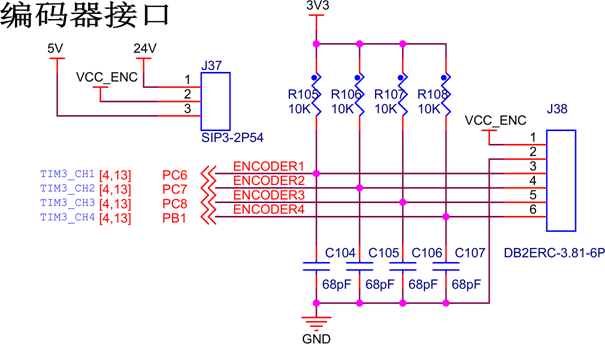 编码器接口
3V3
5V
24V
J37
VCC_ENC
1
2
3
SIP3-2P54
R105
10K
R106
10K
R107
10K
R108
10K
J38
VCC_ENC
1
2
3
4
5
6
DB2ERC-3.81-6P
TIM3_CH1 [4,13] PC6 ENCODER1
TIM3_CH2 [4,13] PC7 ENCODER2
TIM3_CH3 [4,13] PC8 ENCODER3
TIM3_CH4 [4,13] PB1 ENCODER4
C104
68pF
C105
68pF
C106
68pF
C107
68pF
GND